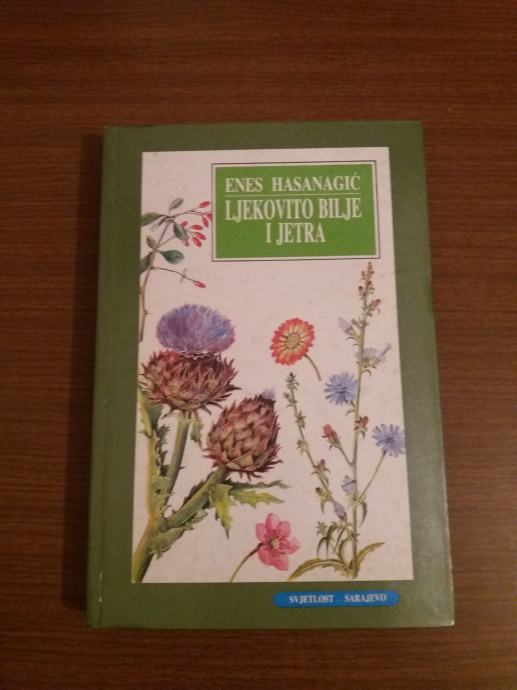 ENES HASANAGIĆ
LJEKOVITO BILJE
I JETRA
SVJETLOST - SARAJEVO